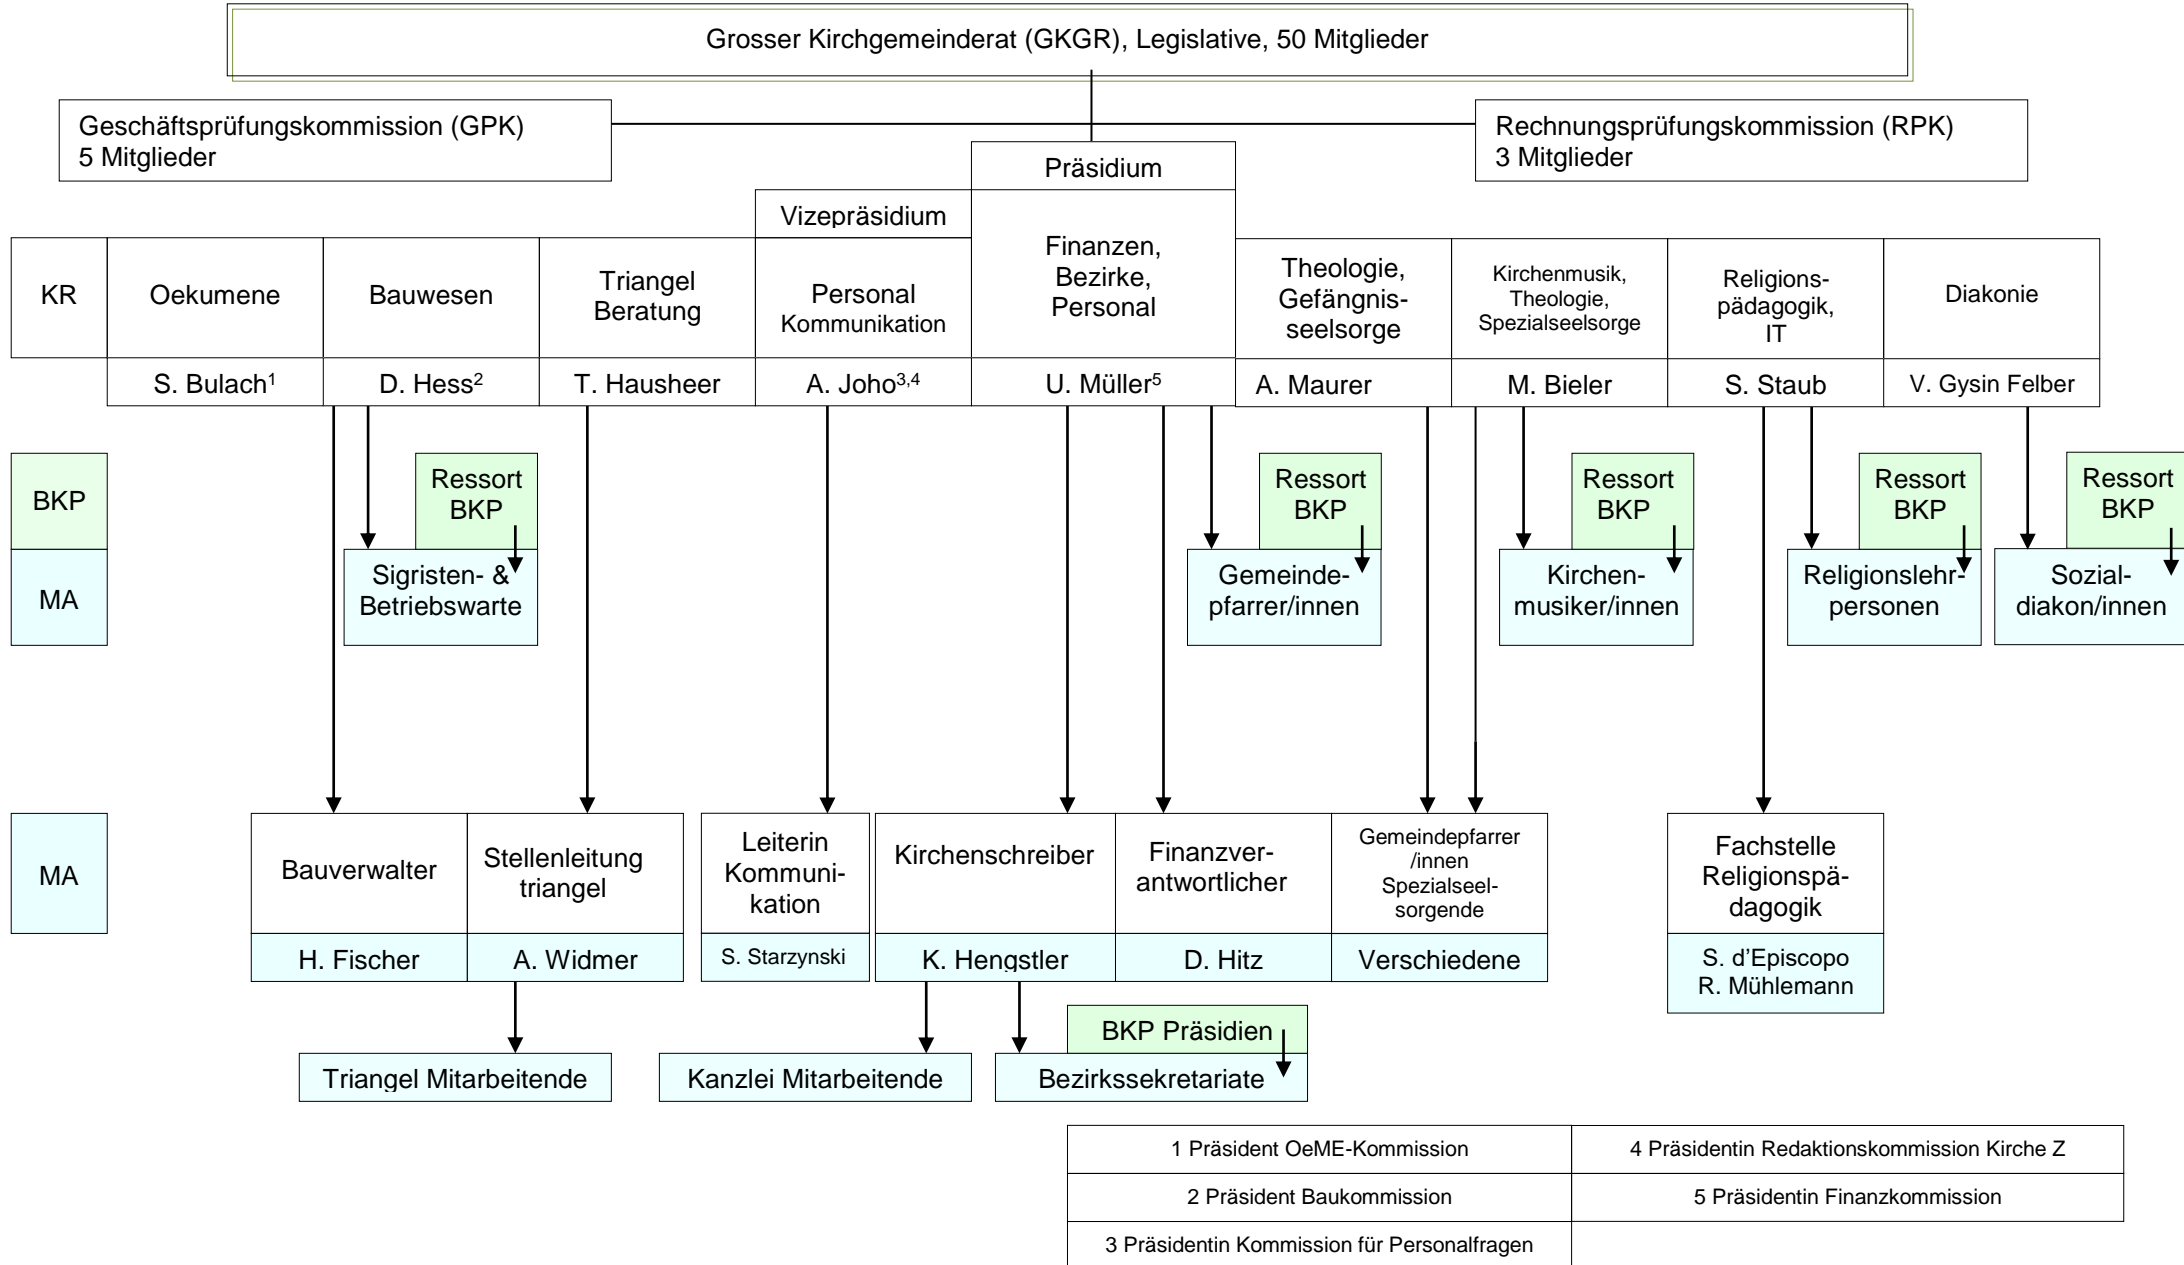 Grosser Kirchgemeinderat (GKGR), Legislative, 50 Mitglieder
Geschäftsprüfungskommission (GPK)
5 Mitglieder
Rechnungsprüfungskommission (RPK)
3 Mitglieder
Präsidium
Vizepräsidium
KR
Oekumene
Bauwesen
Triangel
Beratung
Personal
Kommunikation
Finanzen,
Bezirke,
Personal
Theologie,
Gefängnis-
seelsorge
Kirchenmusik,
Theologie,
Spezialseelsorge
Religions-
pädagogik,
IT
Diakonie
S. Bulach¹
D. Hess²
T. Hausheer
A. Joho³,⁴
U. Müller⁵
A. Maurer
M. Bieler
S. Staub
V. Gysin Felber
BKP
Ressort
BKP
Ressort
BKP
Ressort
BKP
Ressort
BKP
Ressort
BKP
MA
Sigristen- &
Betriebswarte
Gemeinde-
pfarrer/innen
Kirchen-
musiker/innen
Religionslehr-
personen
Sozial-
diakon/innen
MA
Bauverwalter
Stellenleitung
triangel
Leiterin
Kommuni-
kation
Kirchenschreiber
Finanzver-
antwortlicher
Gemeindepfarrer
/innen
Spezialseel-
sorgende
Fachstelle
Religionspä-
dagogik
H. Fischer
A. Widmer
S. Starzynski
K. Hengstler
D. Hitz
Verschiedene
S. d'Episcopo
R. Mühlemann
BKP Präsidien
Triangel Mitarbeitende
Kanzlei Mitarbeitende
Bezirkssekretariate
1 Präsident OeME-Kommission
4 Präsidentin Redaktionskommission Kirche Z
2 Präsident Baukommission
5 Präsidentin Finanzkommission
3 Präsidentin Kommission für Personalfragen